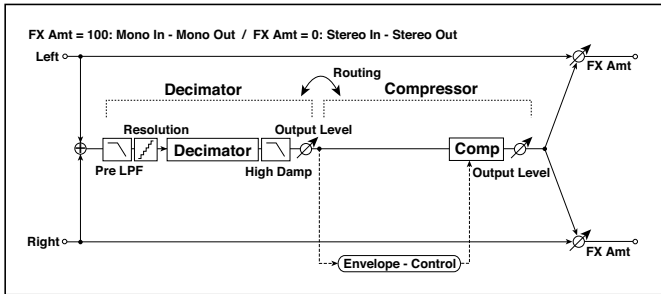 FX Amt = 100: Mono In - Mono Out / FX Amt = 0: Stereo In - Stereo Out
Left
FX Amt
Routing
Decimator
Compressor
Resolution
Output Level
Decimator
Comp
Pre LPF
High Damp
Output Level
Right
FX Amt
Envelope - Control